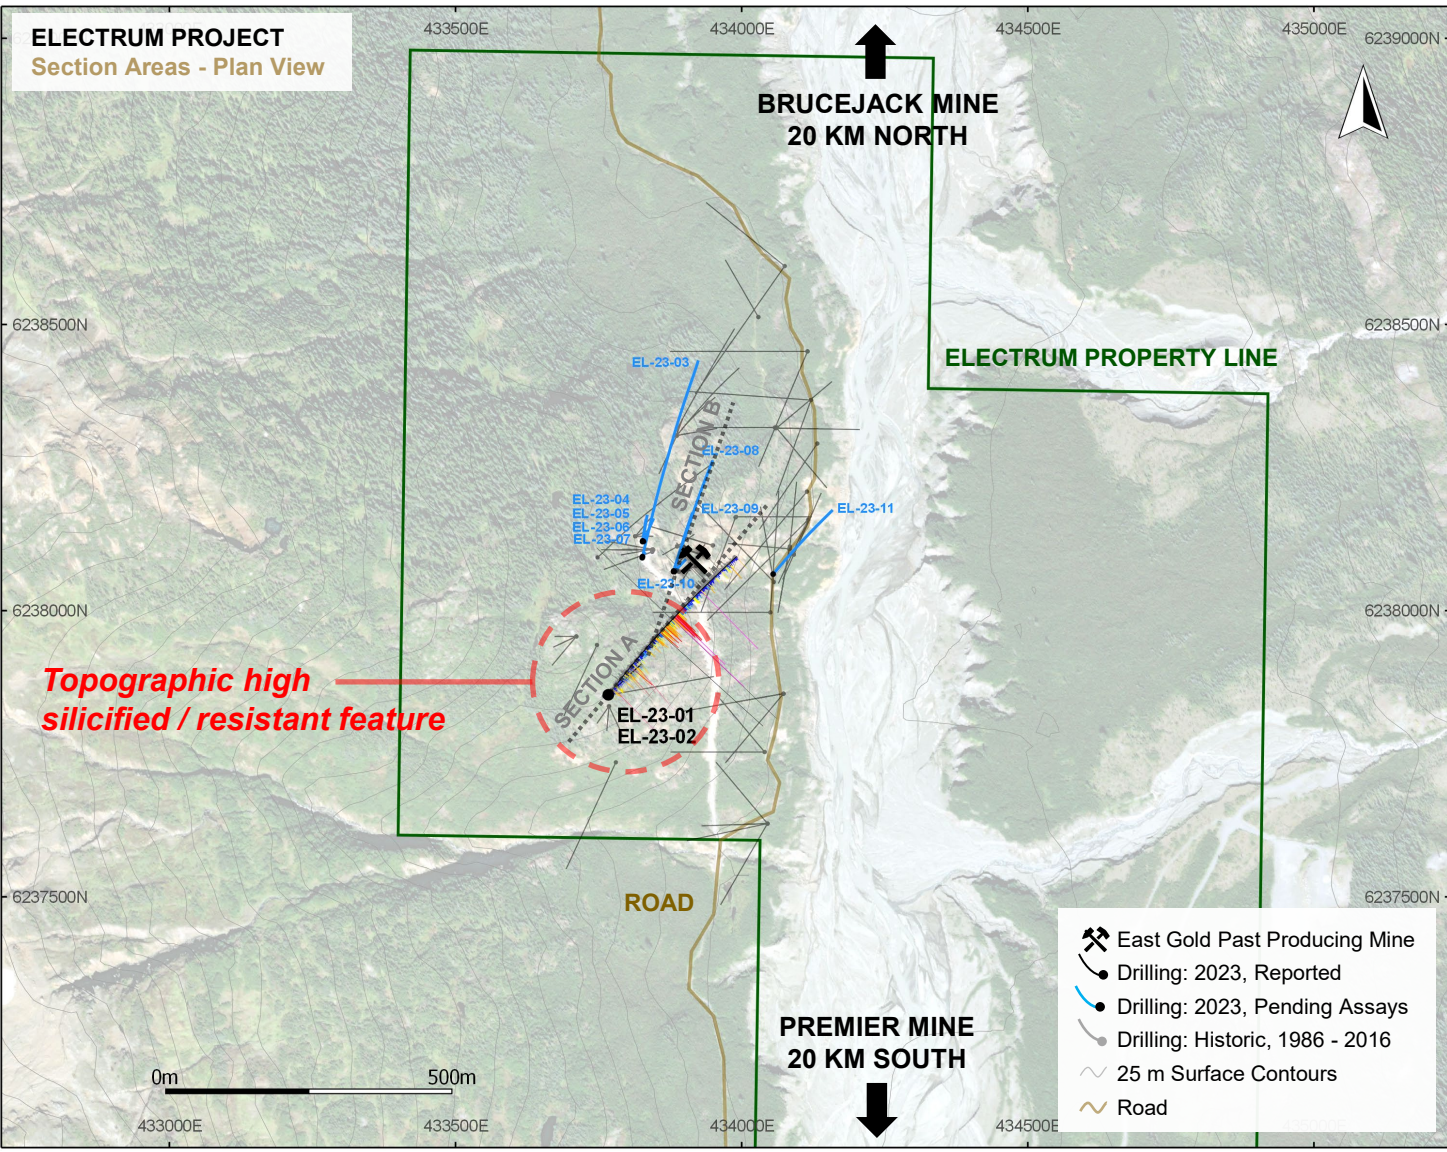 ELECTRUM PROJECT
Section Areas - Plan View
433500E
434000E
434500E
435000E
6239000N
BRUCEJACK MINE
20 KM NORTH
6238500N
6238500N
ELECTRUM PROPERTY LINE
EL-23-03
SECTION B
EL-23-08
EL-23-04
EL-23-05
EL-23-06
EL-23-07
EL-23-09
EL-23-11
EL-23-10
6238000N
6238000N
SECTION A
Topographic high
silicified / resistant feature
EL-23-01
EL-23-02
6237500N
6237500N
ROAD
East Gold Past Producing Mine
Drilling: 2023, Reported
Drilling: 2023, Pending Assays
Drilling: Historic, 1986 - 2016
25 m Surface Contours
Road
PREMIER MINE
20 KM SOUTH
0m
500m
433000E
433500E
434000E
434500E
435000E